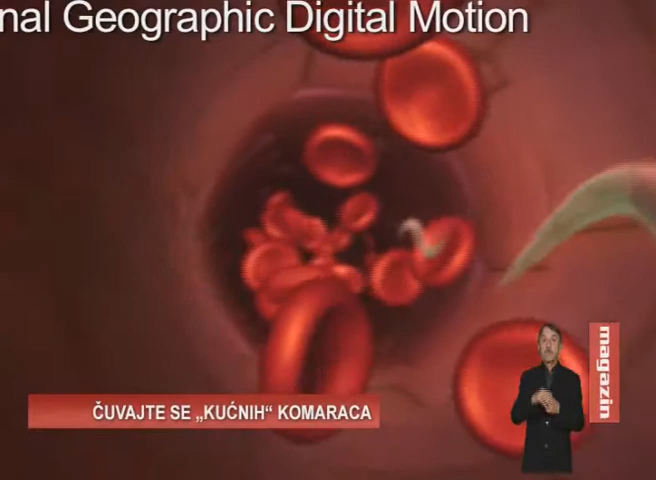 nal Geographic Digital Motion
ČUVAJTE SE „KUĆNIH“ KOMARACA
magazin